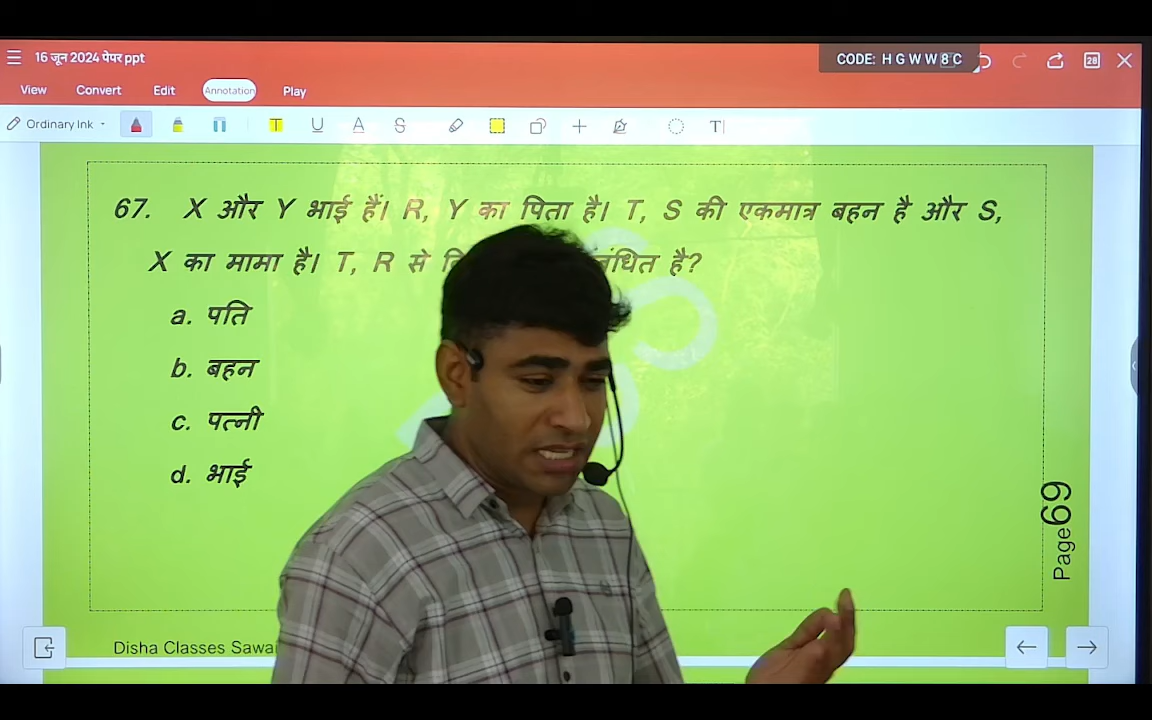 16 जून 2024 पेपर ppt
CODE: H G W W 8 C
28
View Convert Edit Annotation Play
Ordinary Ink
67. X और Y भाई हैं। R, Y का पिता है। T, S की एकमात्र बहन है और S,
X का मामा है। T, R से है?
a. पति
b. बहन
c. पत्नी
d. भाई
Page69
Disha Classes